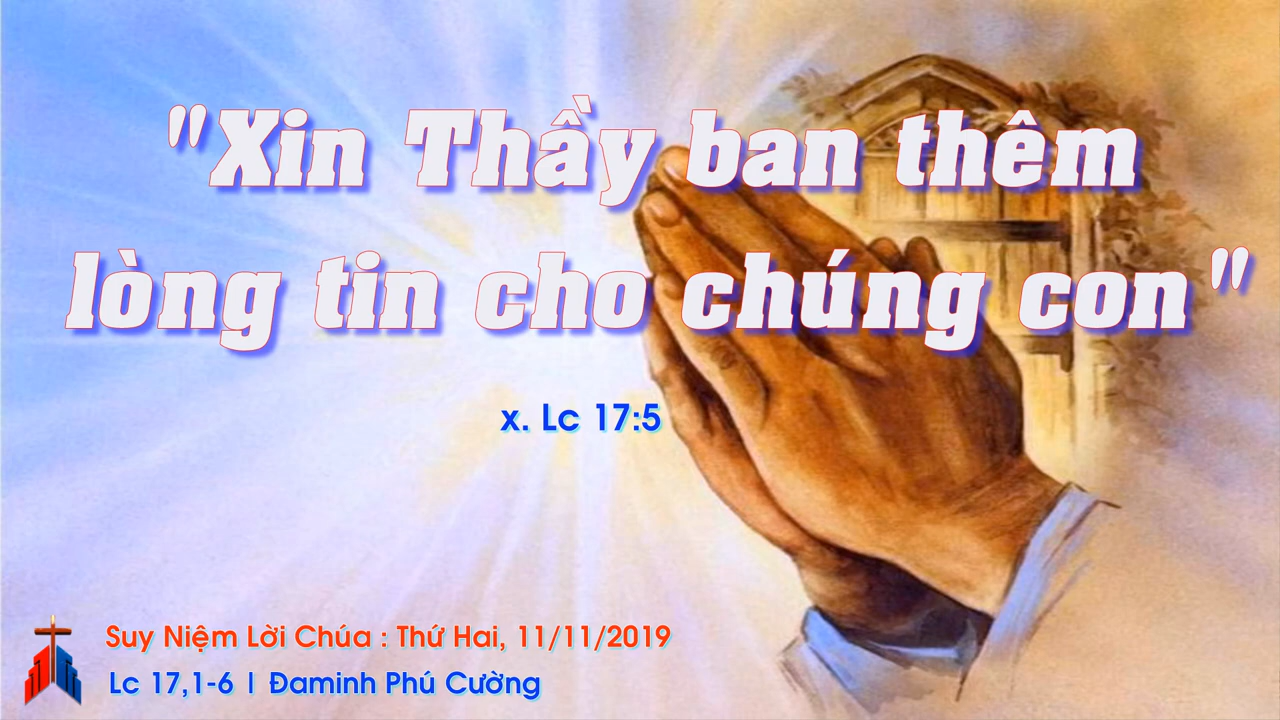 "Xin Thầy ban thêm
lòng tin cho chúng con"
x. Lc 17:5
Suy Niệm Lời Chúa : Thứ Hai, 11/11/2019
Lc 17,1-6 | Đaminh Phú Cường